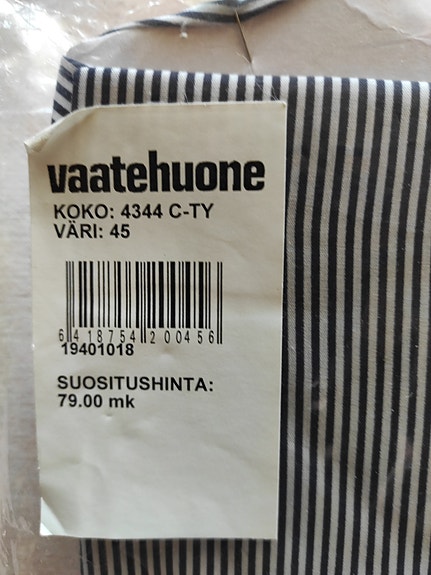 vaatehuone
KOKO: 4344 C-TY
VÄRI: 45
6 418754 200456
19401018
SUOSITUSHINTA:
79.00 mk